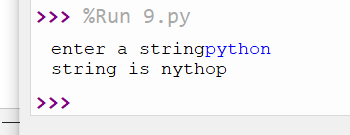 >>> %Run 9.py
enter a stringpython
string is nythop
>>>